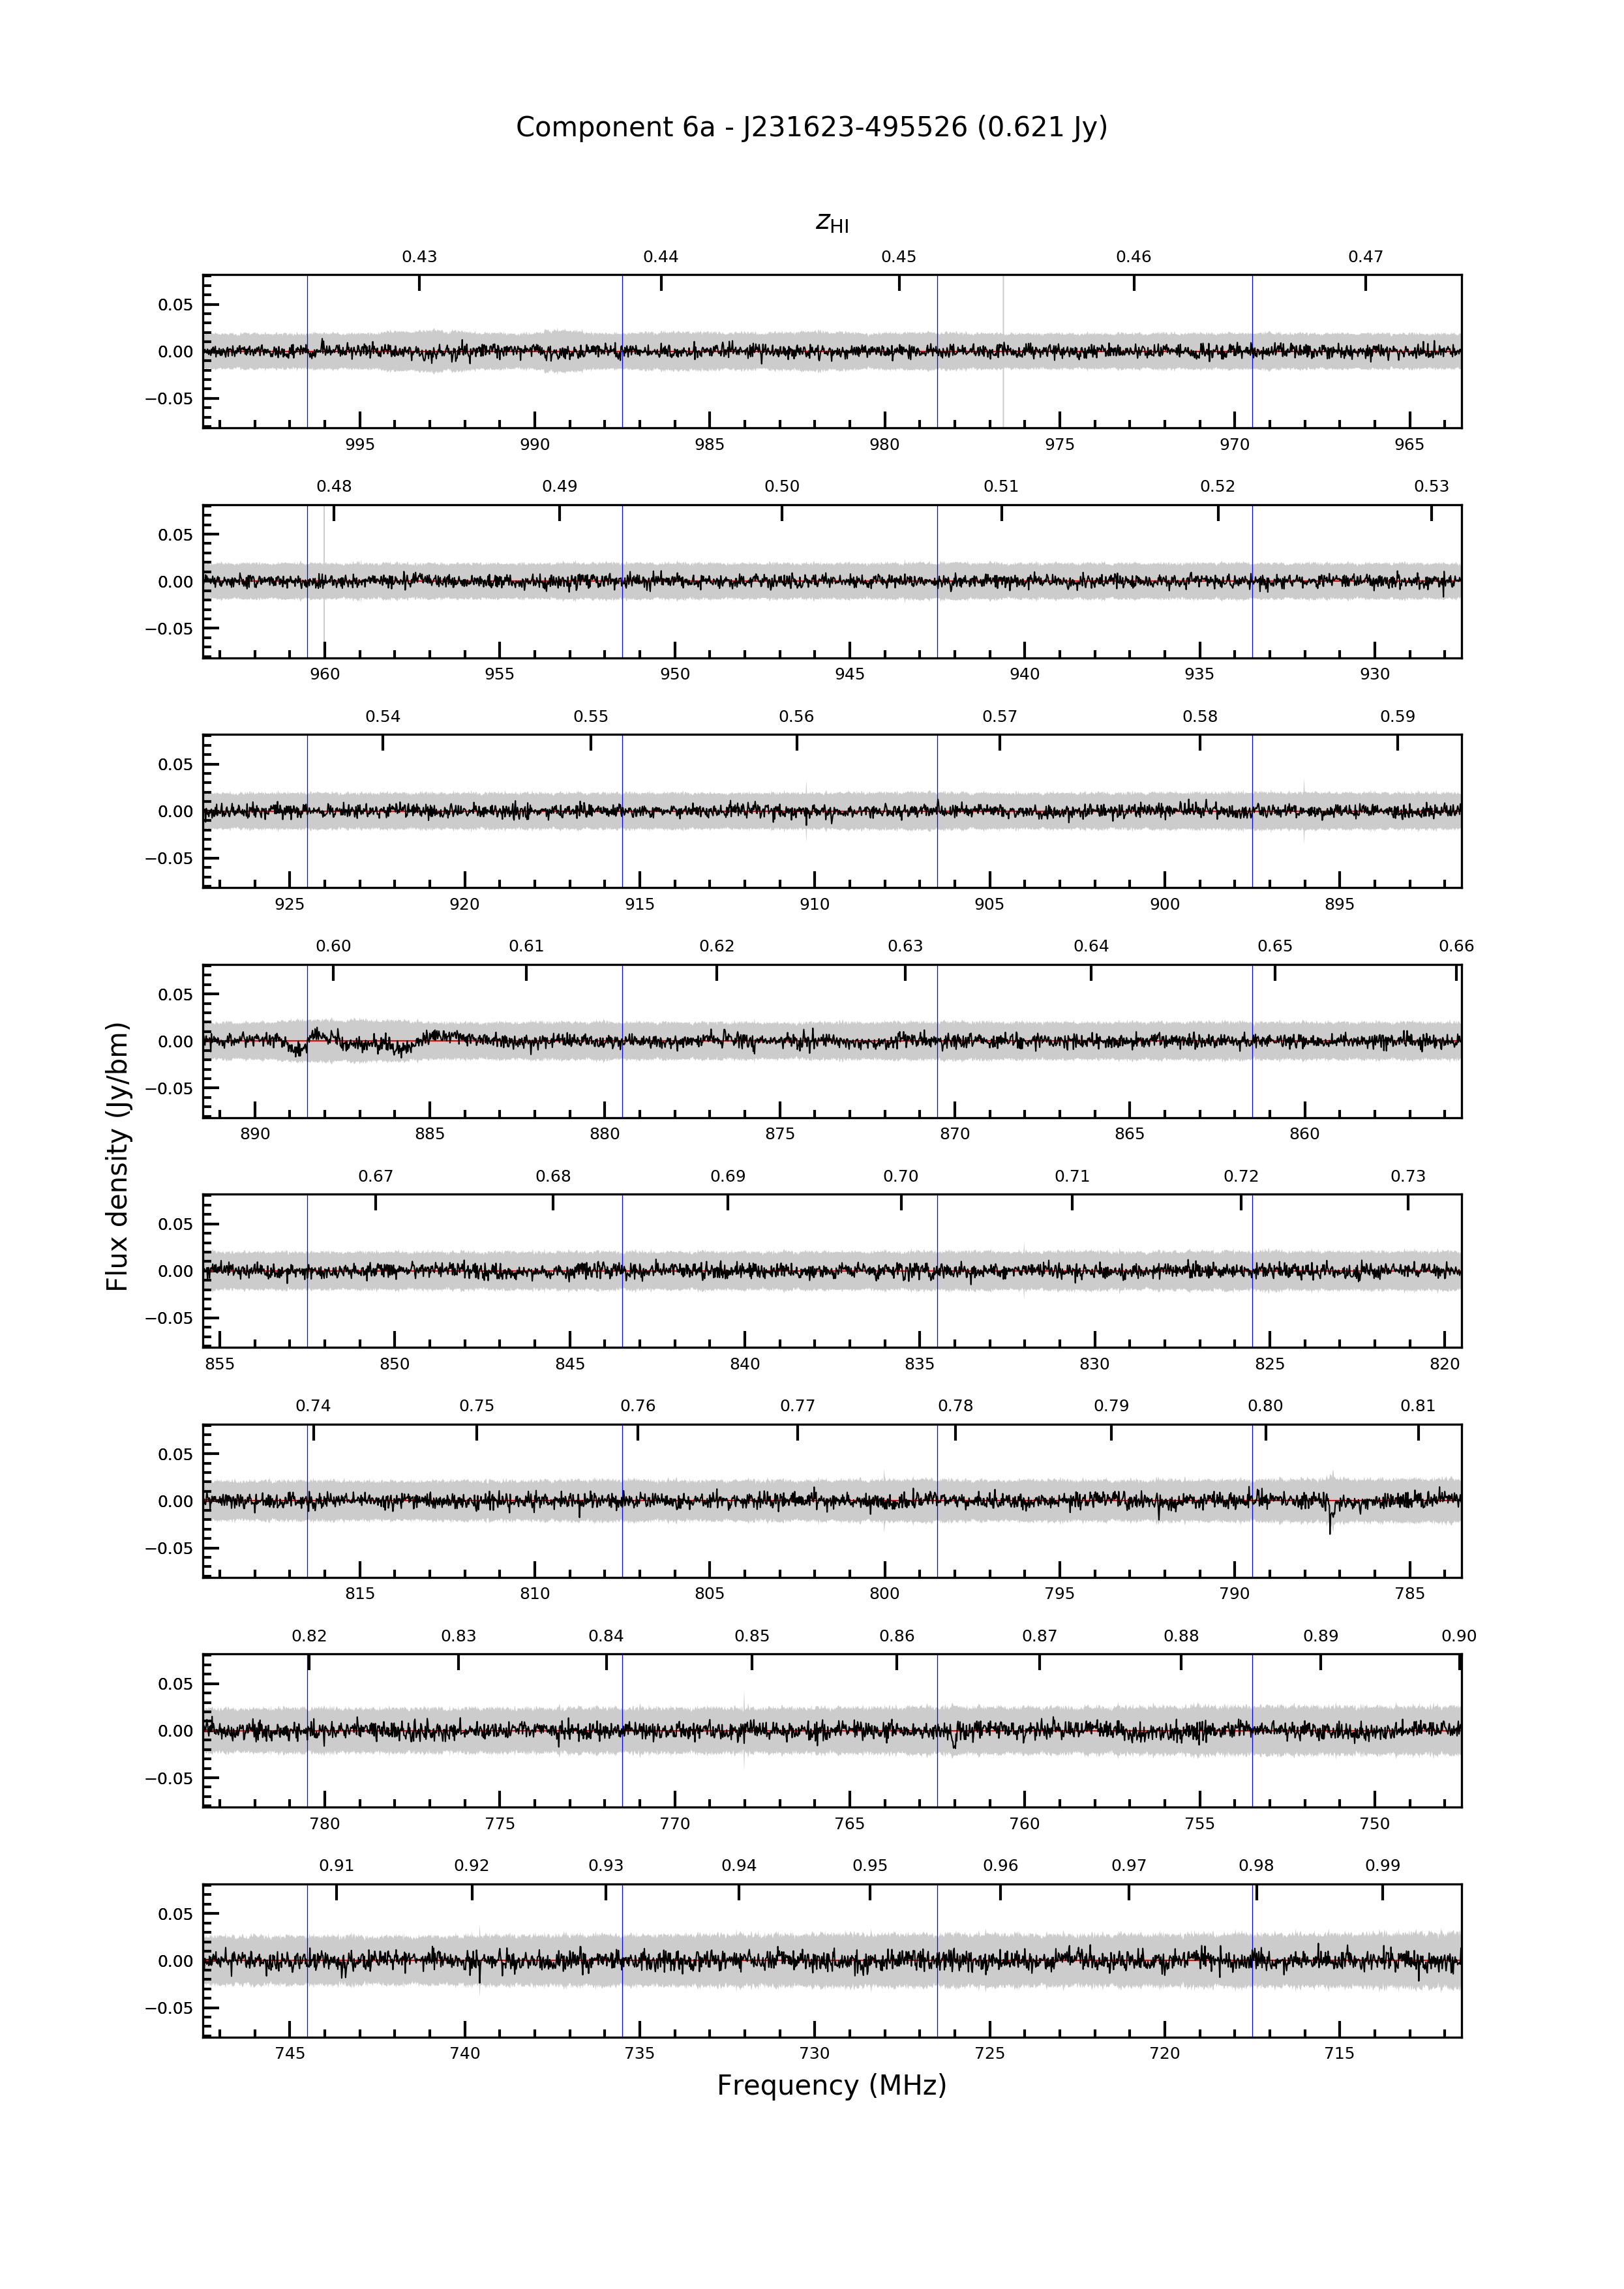 Component 6a - J231623-495526 (0.621 Jy)
zHI
0.43 0.44 0.45 0.46 0.47
0.05
0.00
−0.05
995 990 985 980 975 970 965
0.48 0.49 0.50 0.51 0.52 0.53
0.05
0.00
−0.05
960 955 950 945 940 935 930
0.54 0.55 0.56 0.57 0.58 0.59
0.05
0.00
−0.05
925 920 915 910 905 900 895
0.60 0.61 0.62 0.63 0.64 0.65 0.66
0.05
0.00
−0.05
890 885 880 875 870 865 860
Flux density (Jy/bm)
0.67 0.68 0.69 0.70 0.71 0.72 0.73
0.05
0.00
−0.05
855 850 845 840 835 830 825 820
0.74 0.75 0.76 0.77 0.78 0.79 0.80 0.81
0.05
0.00
−0.05
815 810 805 800 795 790 785
0.82 0.83 0.84 0.85 0.86 0.87 0.88 0.89 0.90
0.05
0.00
−0.05
780 775 770 765 760 755 750
0.91 0.92 0.93 0.94 0.95 0.96 0.97 0.98 0.99
0.05
0.00
−0.05
745 740 735 730 725 720 715
Frequency (MHz)